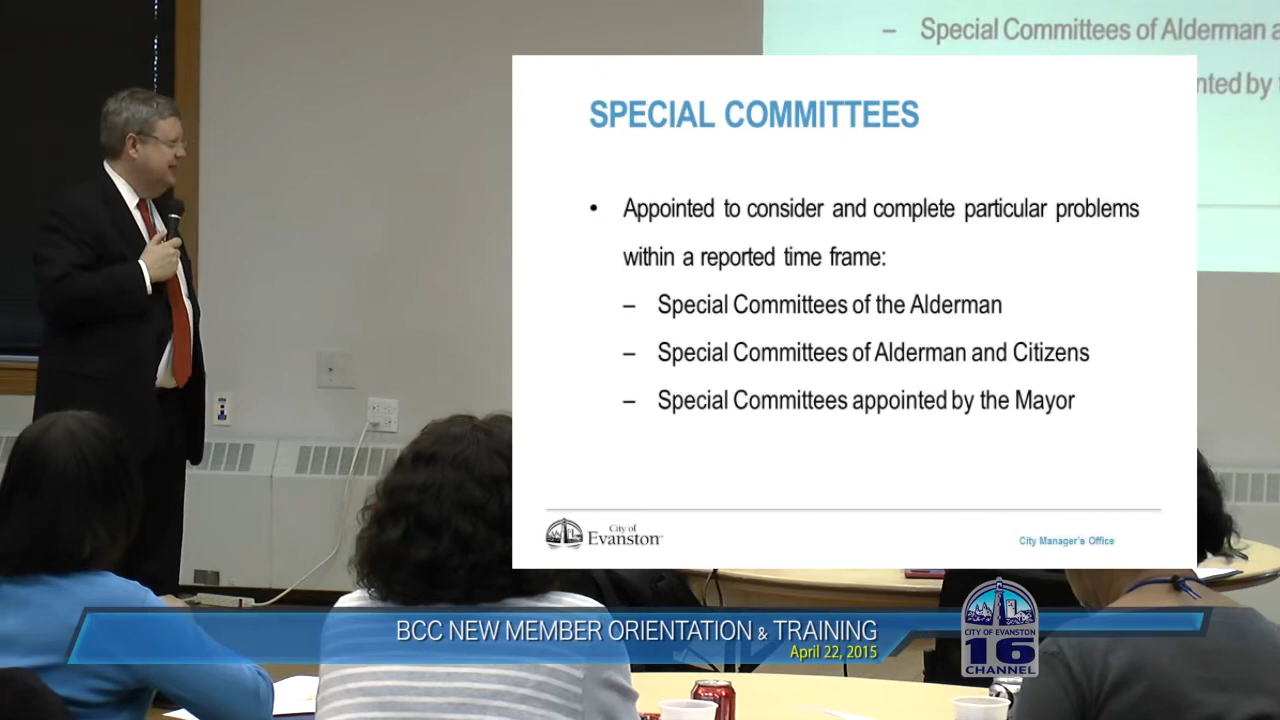 – Special Committees of Alderman a
nted by
SPECIAL COMMITTEES
• Appointed to consider and complete particular problems
within a reported time frame:
– Special Committees of the Alderman
– Special Committees of Alderman and Citizens
– Special Committees appointed by the Mayor
City of
Evanston
City Manager's Office
BCC NEW MEMBER ORIENTATION & TRAINING
April 22, 2015
CITY OF EVANSTON
16
CHANNEL